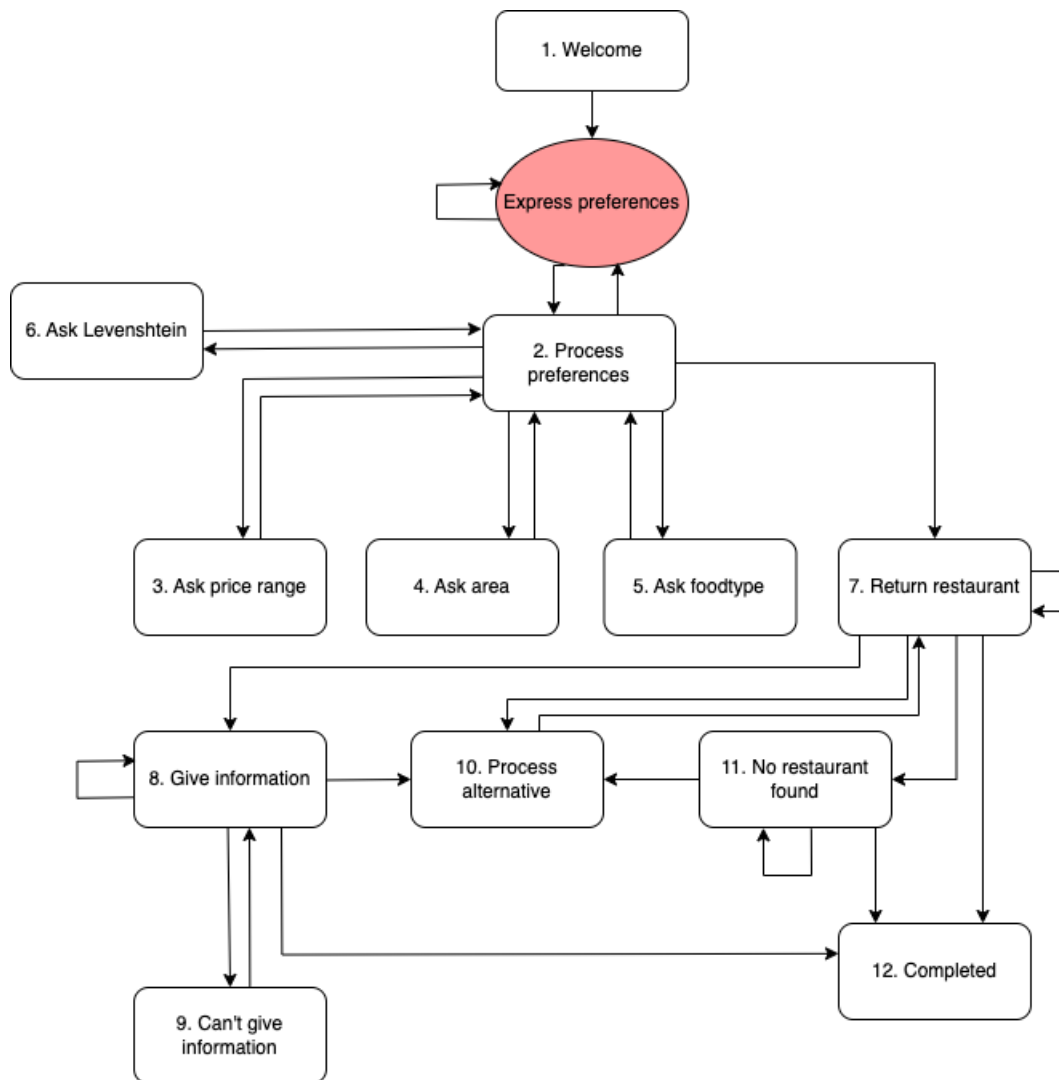 1. Welcome
Express preferences
6. Ask Levenshtein
2. Process
preferences
3. Ask price range
4. Ask area
5. Ask foodtype
7. Return restaurant
8. Give information
10. Process
alternative
11. No restaurant
found
12. Completed
9. Can't give
information